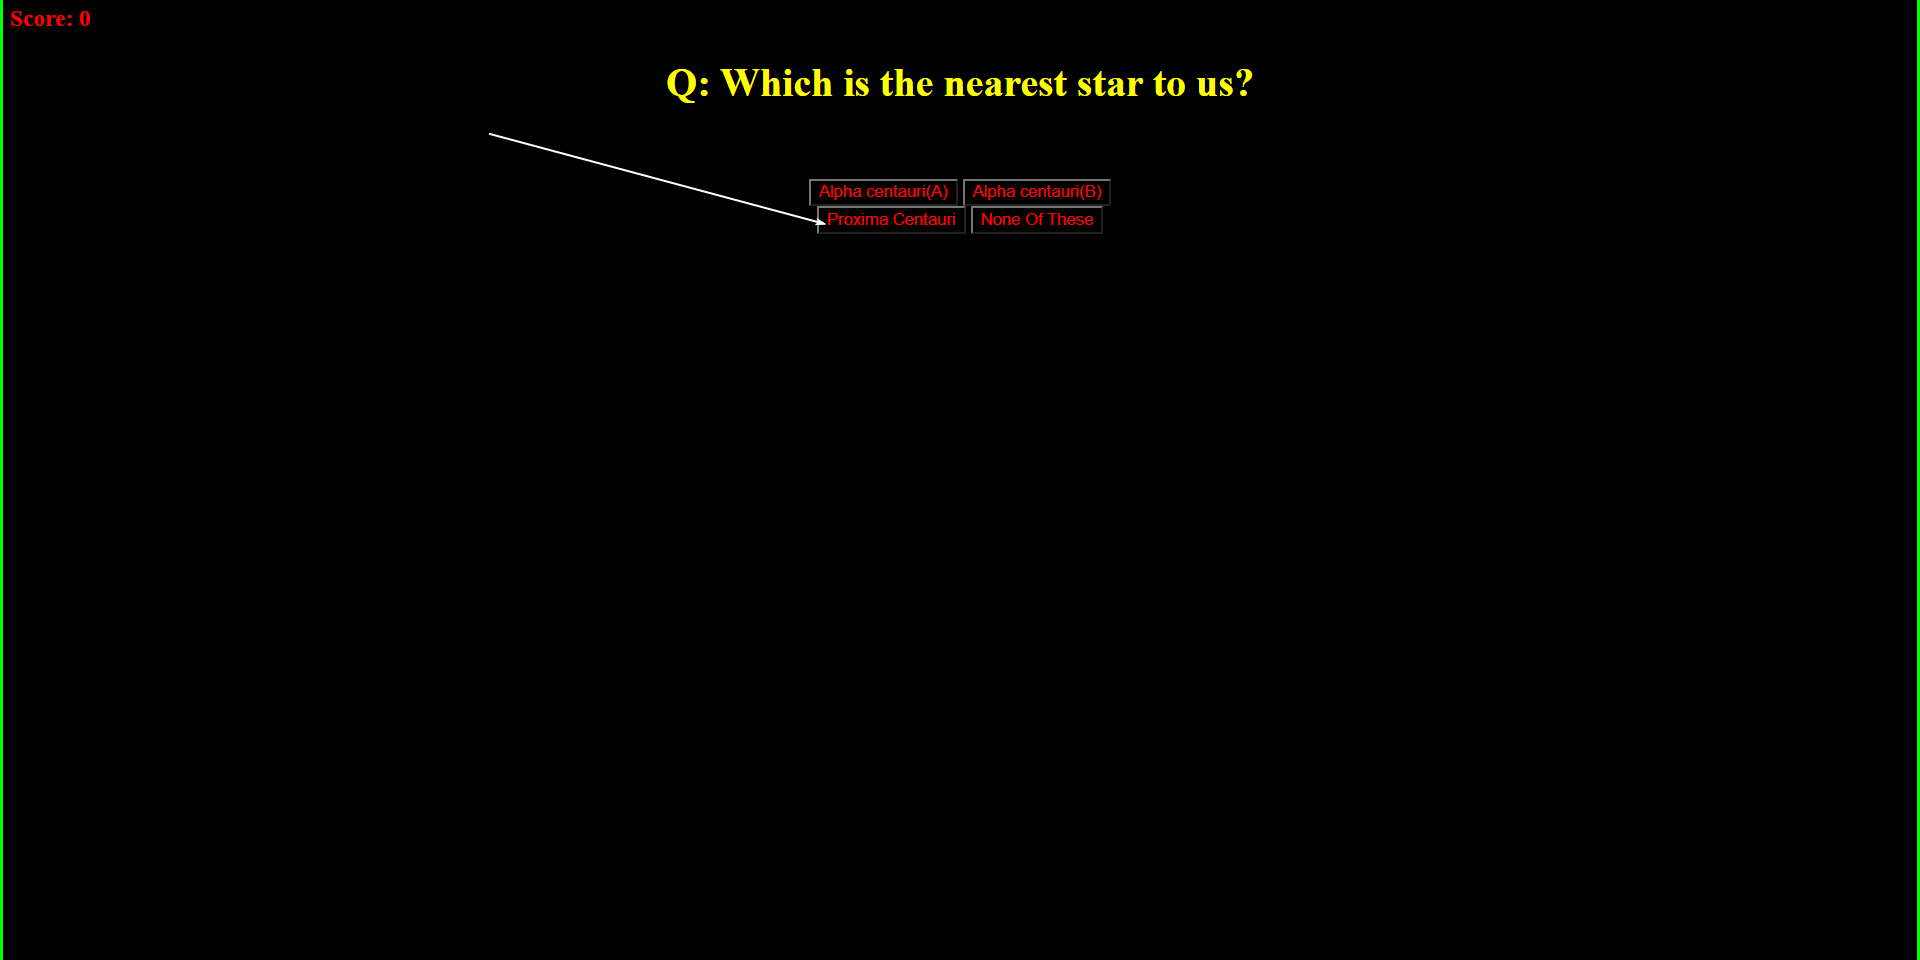 Score: 0
Q: Which is the nearest star to us?
Alpha centauri(A) Alpha centauri(B)
Proxima Centauri None Of These